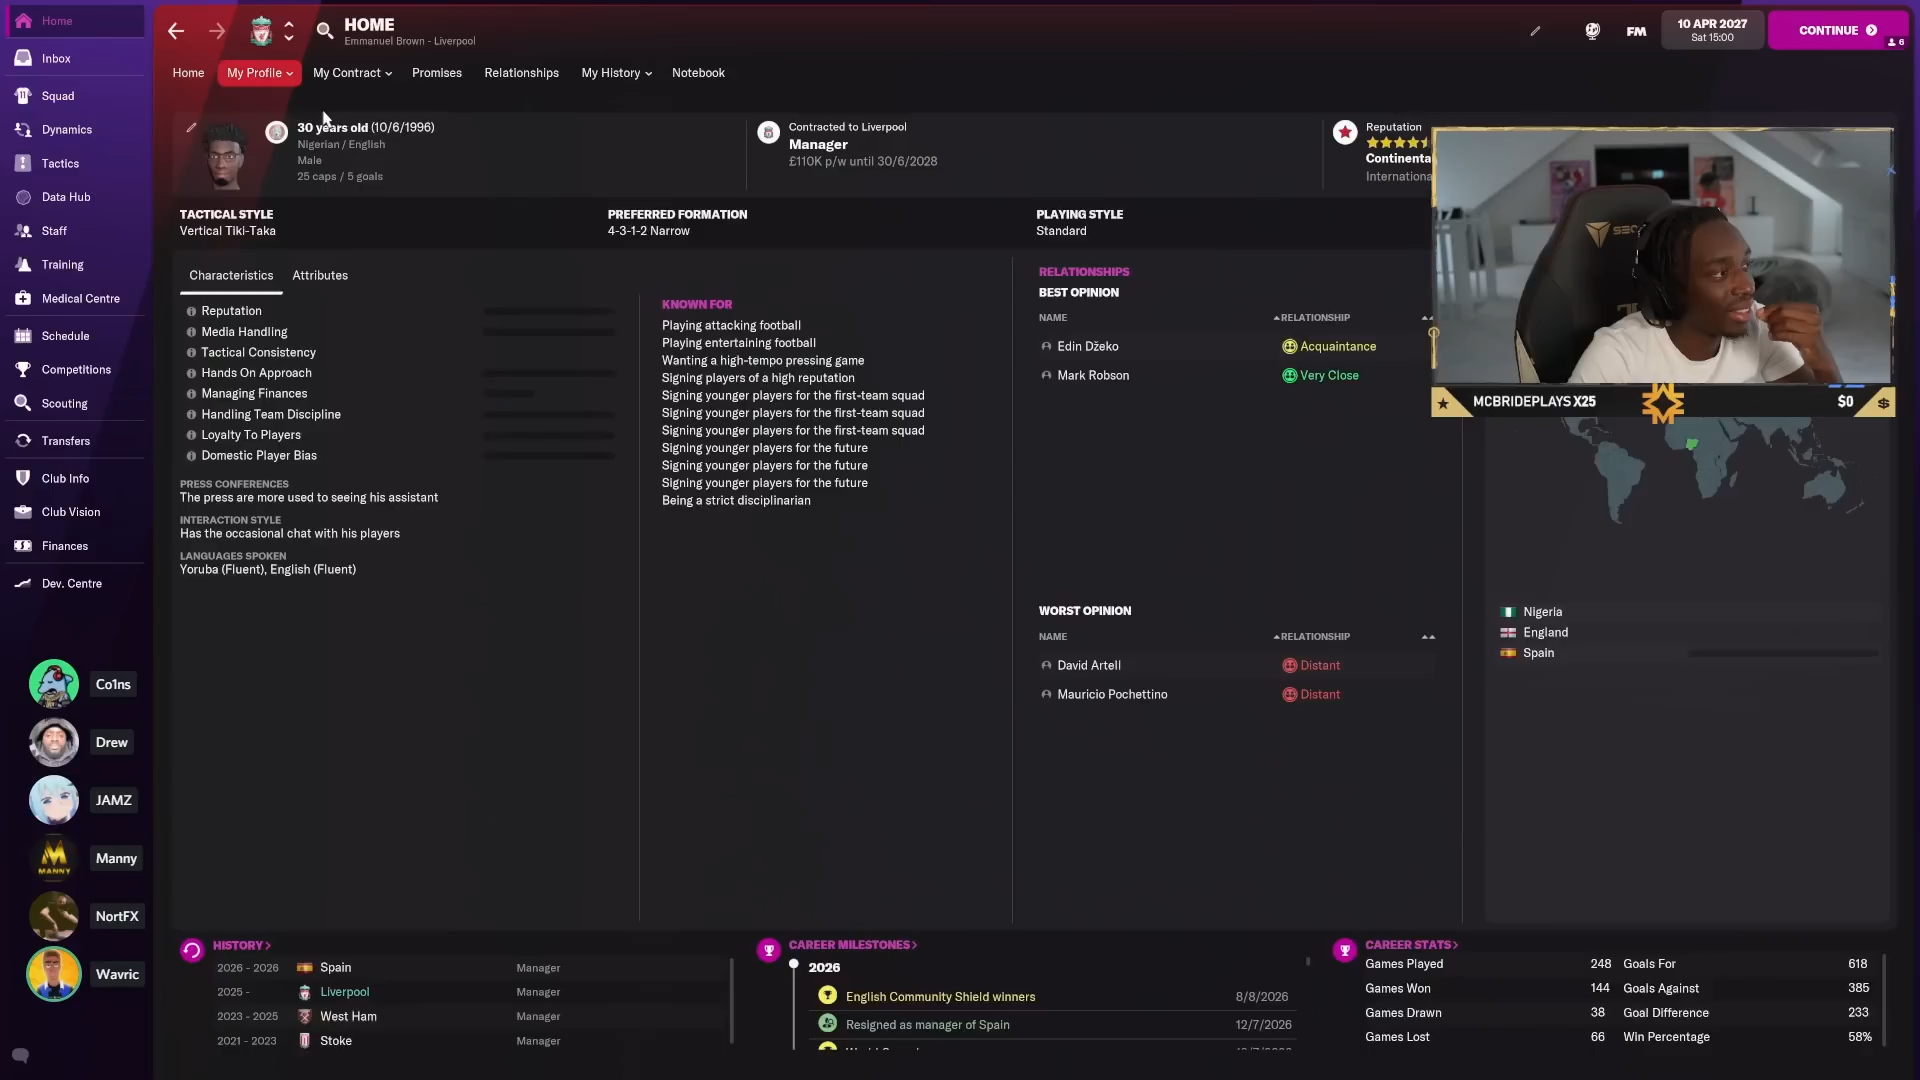 Home
Inbox
Squad
Dynamics
Tactics
Data Hub
Staff
Training
Medical Centre
Schedule
Competitions
Scouting
Transfers
Club Info
Club Vision
Finances
Dev. Centre
Co1ns
Drew
JAMZ
MANNY
Manny
NortFX
Wavric
HOME
Emmanuel Brown - Liverpool
FM
10 APR 2027
Sat 15:00
CONTINUE
6
Home My Profile My Contract Promises Relationships My History Notebook
30 years old (10/6/1996)
Nigerian / English
Male
25 caps / 5 goals
Contracted to Liverpool
Manager
£110K p/w until 30/6/2028
Reputation
Continenta
Internationa
TACTICAL STYLE
Vertical Tiki-Taka
PREFERRED FORMATION
4-3-1-2 Narrow
PLAYING STYLE
Standard
Characteristics Attributes
Reputation
Media Handling
Tactical Consistency
Hands On Approach
Managing Finances
Handling Team Discipline
Loyalty To Players
Domestic Player Bias
PRESS CONFERENCES
The press are more used to seeing his assistant
INTERACTION STYLE
Has the occasional chat with his players
LANGUAGES SPOKEN
Yoruba (Fluent), English (Fluent)
KNOWN FOR
Playing attacking football
Playing entertaining football
Wanting a high-tempo pressing game
Signing players of a high reputation
Signing younger players for the first-team squad
Signing younger players for the first-team squad
Signing younger players for the first-team squad
Signing younger players for the future
Signing younger players for the future
Signing younger players for the future
Being a strict disciplinarian
RELATIONSHIPS
BEST OPINION
NAME RELATIONSHIP
Edin Džeko Acquaintance
Mark Robson Very Close
WORST OPINION
NAME RELATIONSHIP
David Artell Distant
Mauricio Pochettino Distant
MCBRIDEPLAYS X25 $0
Nigeria
England
Spain
HISTORY >
2026 - 2026 Spain Manager
2025 - Liverpool Manager
2023 - 2025 West Ham Manager
2021 - 2023 Stoke Manager
CAREER MILESTONES >
2026
English Community Shield winners 8/8/2026
Resigned as manager of Spain 12/7/2026
CAREER STATS >
Games Played 248 Goals For 618
Games Won 144 Goals Against 385
Games Drawn 38 Goal Difference 233
Games Lost 66 Win Percentage 58%